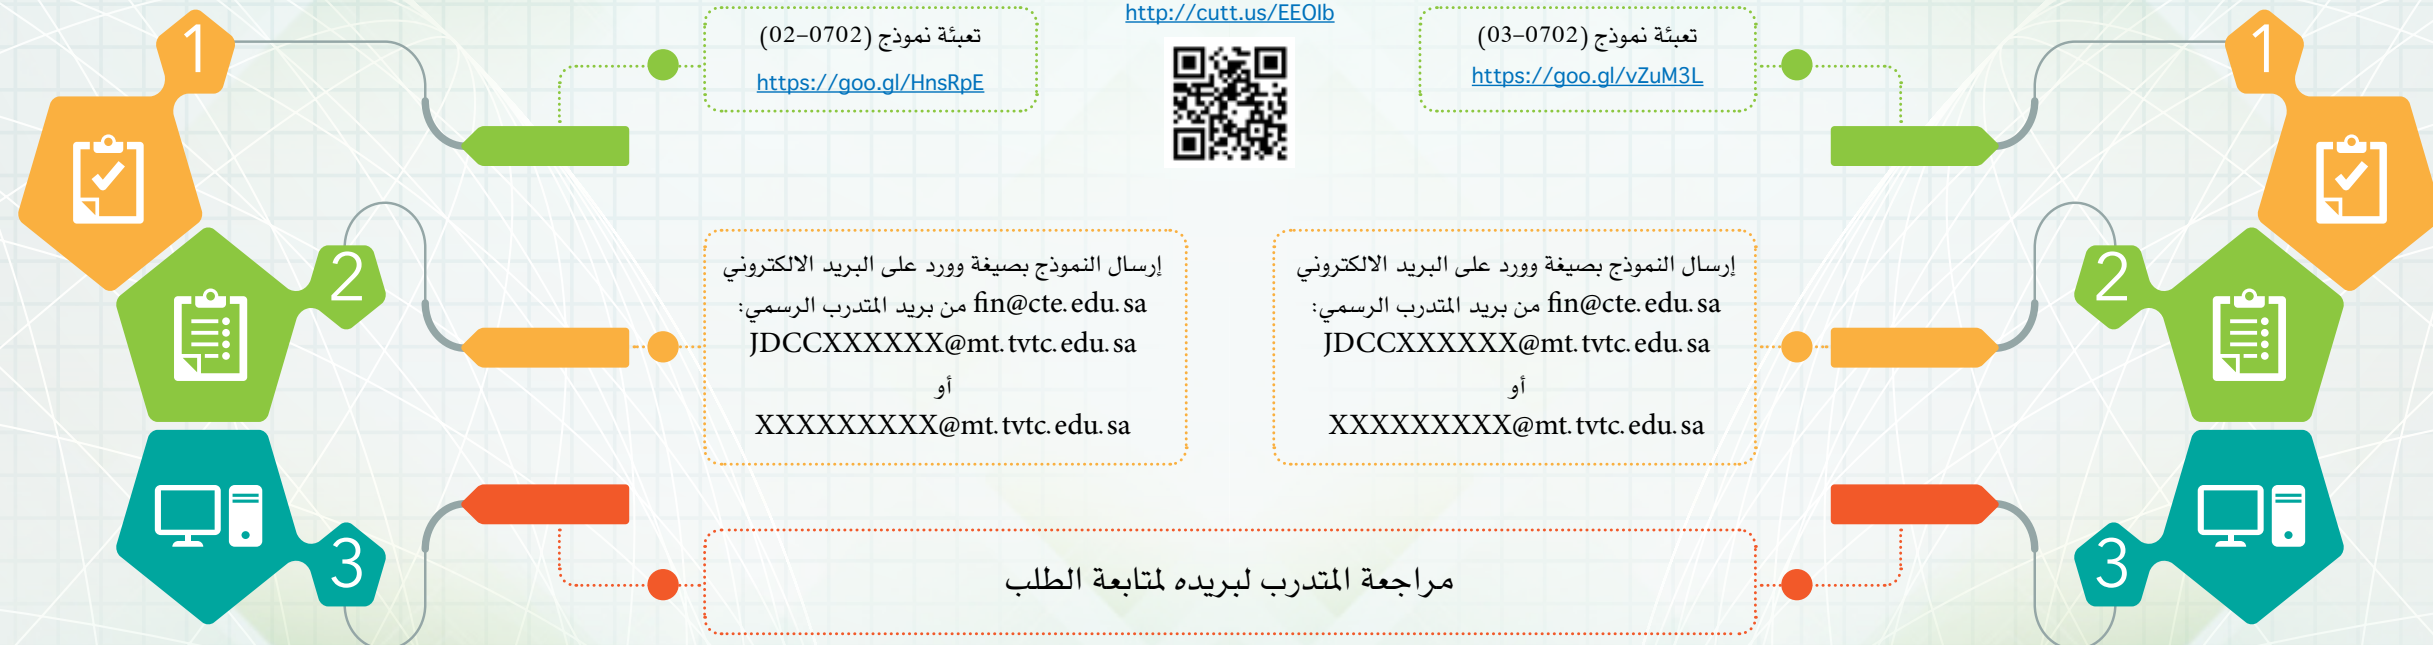 http://cutt.us/EEOIb
1
تعبئة نموذج (0702-03)
https://goo.gl/vZuM3L
2
إرسال النموذج بصيغة وورد على البريد الالكتروني
fin@cte.edu.sa من بريد المتدرب الرسمي:
JDCCXXXXXX@mt.tvtc.edu.sa
أو
XXXXXXXXX@mt.tvtc.edu.sa
3
1
تعبئة نموذج (0702-02)
https://goo.gl/HnsRpE
2
إرسال النموذج بصيغة وورد على البريد الالكتروني
fin@cte.edu.sa من بريد المتدرب الرسمي:
JDCCXXXXXX@mt.tvtc.edu.sa
أو
XXXXXXXXX@mt.tvtc.edu.sa
3
مراجعة المتدرب لبريده لمتابعة الطلب